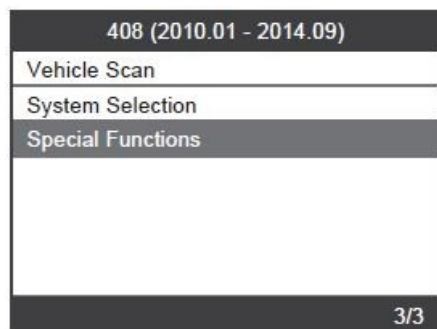 408 (2010.01 - 2014.09)
Vehicle Scan
System Selection
Special Functions
3/3